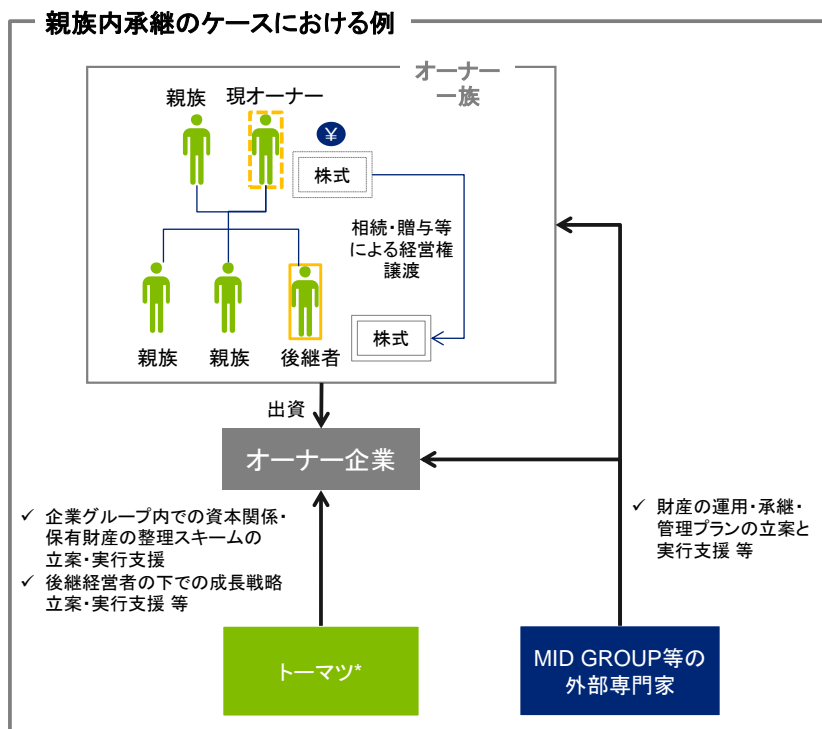 親族内承継のケースにおける例
オーナー
一族
親族
現オーナー
¥
株式
相続・贈与等
による経営権
譲渡
株式
親族
親族
後継者
出資
オーナー企業
✓ 企業グループ内での資本関係・
保有財産の整理スキームの
立案・実行支援
✓ 後継経営者の下での成長戦略
立案・実行支援 等
✓ 財産の運用・承継・
管理プランの立案と
実行支援 等
トーマツ*
MID GROUP等の
外部専門家